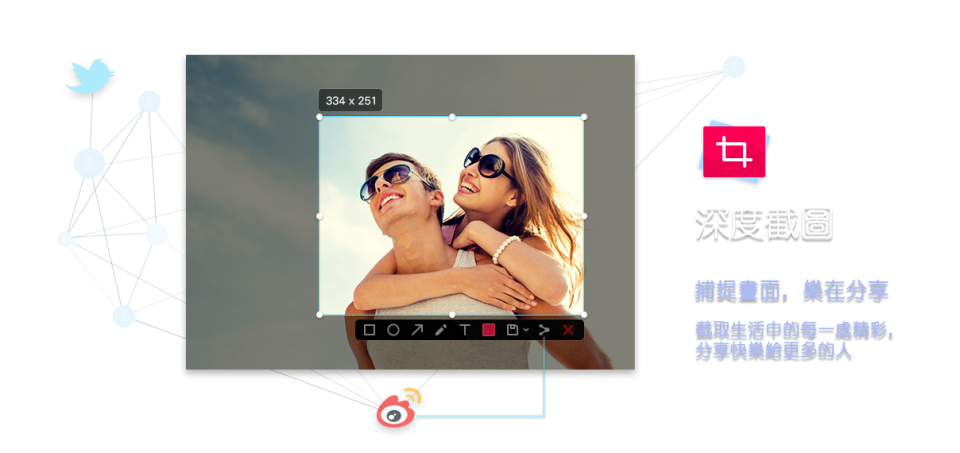 334 x 251
T
深度截圖
捕捉畫面，樂在分享
截取生活中的每一處精彩，
分享快樂給更多的人